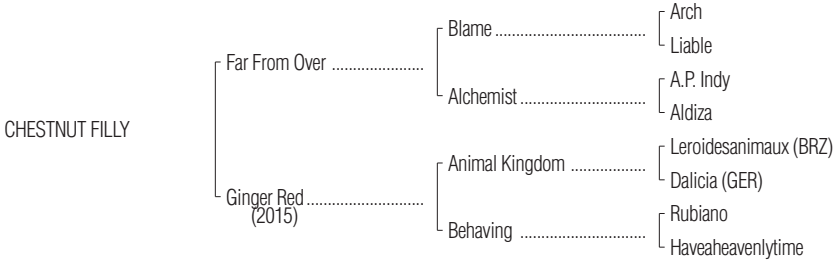 Arch
Blame
Liable
Far From Over
A.P. Indy
Alchemist
Aldiza
CHESTNUT FILLY
Leroidesanimaux (BRZ)
Animal Kingdom
Dalicia (GER)
Ginger Red
(2015)
Rubiano
Behaving
Haveaheavenlytime